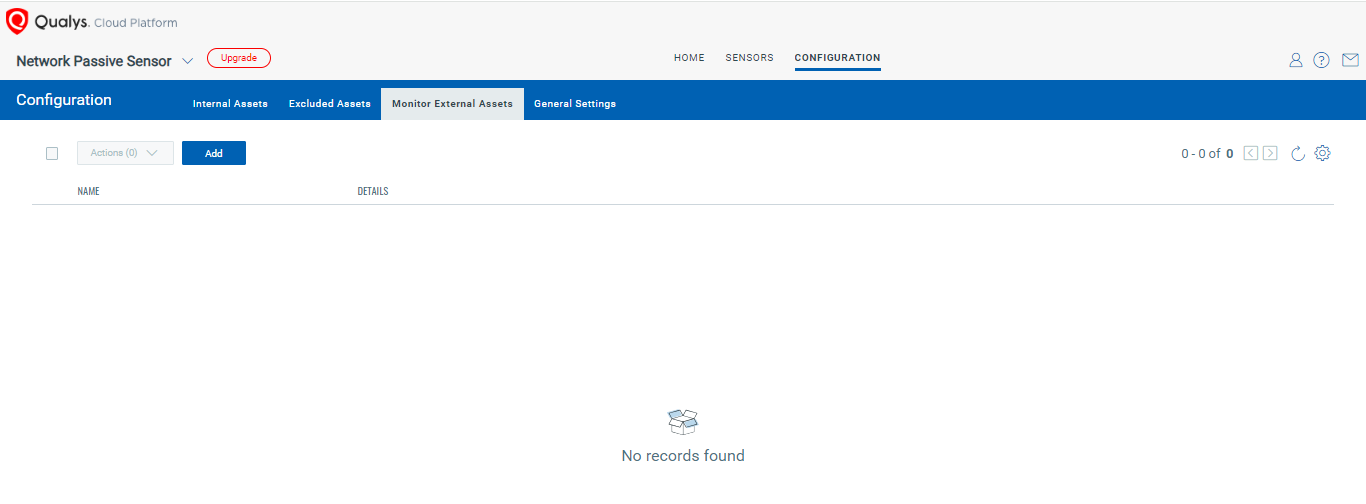 Qualys. Cloud Platform
Network Passive Sensor Upgrade HOME SENSORS CONFIGURATION
Configuration Internal Assets Excluded Assets Monitor External Assets General Settings
Actions (0) Add 0 - 0 of 0
NAME DETAILS
No records found